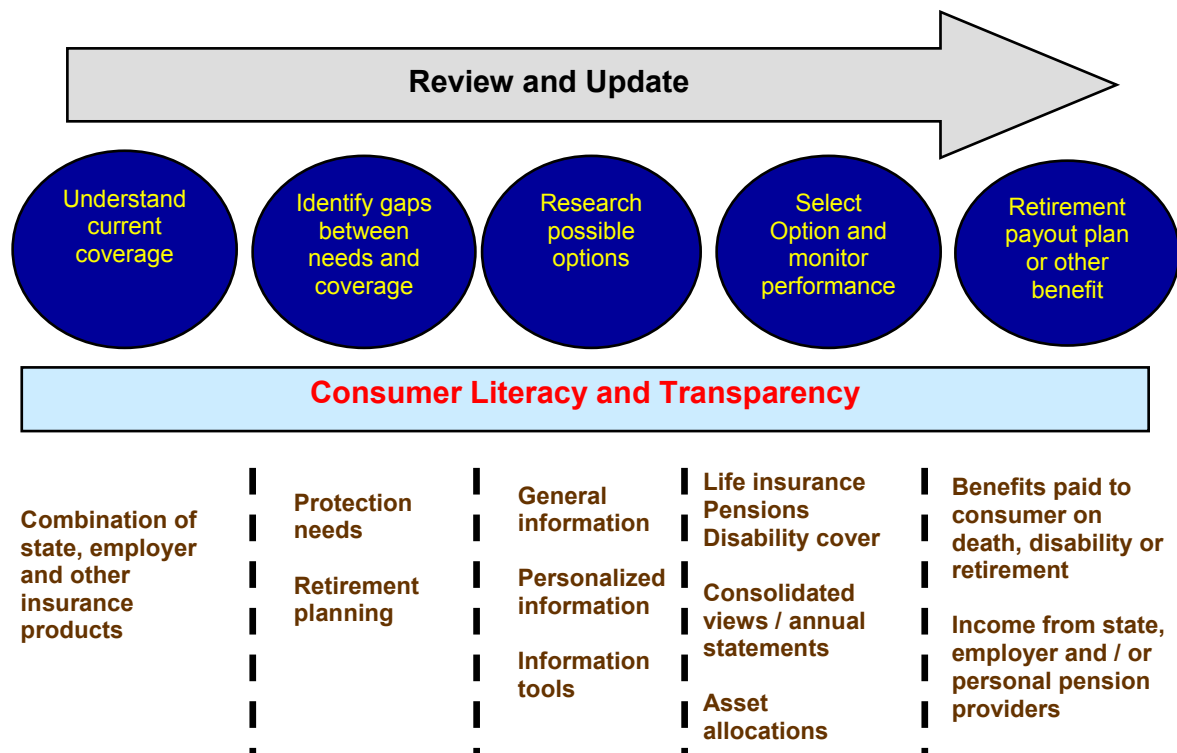 Review and Update
Understand
current
coverage
Identify gaps
between
needs and
coverage
Research
possible
options
Select
Option and
monitor
performance
Retirement
payout plan
or other
benefit
Consumer Literacy and Transparency
Combination of
state, employer
and other
insurance
products
Protection
needs
Retirement
planning
General
information
Personalized
information
Information
tools
Life insurance
Pensions
Disability cover
Consolidated
views / annual
statements
Asset
allocations
Benefits paid to
consumer on
death, disability or
retirement
Income from state,
employer and / or
personal pension
providers